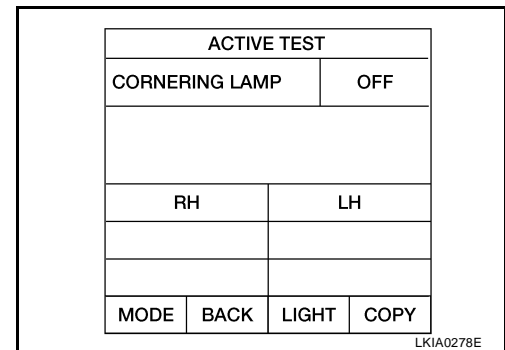 ACTIVE TEST
CORNERING LAMP OFF
RH LH
MODE BACK LIGHT COPY
LKIA0278E